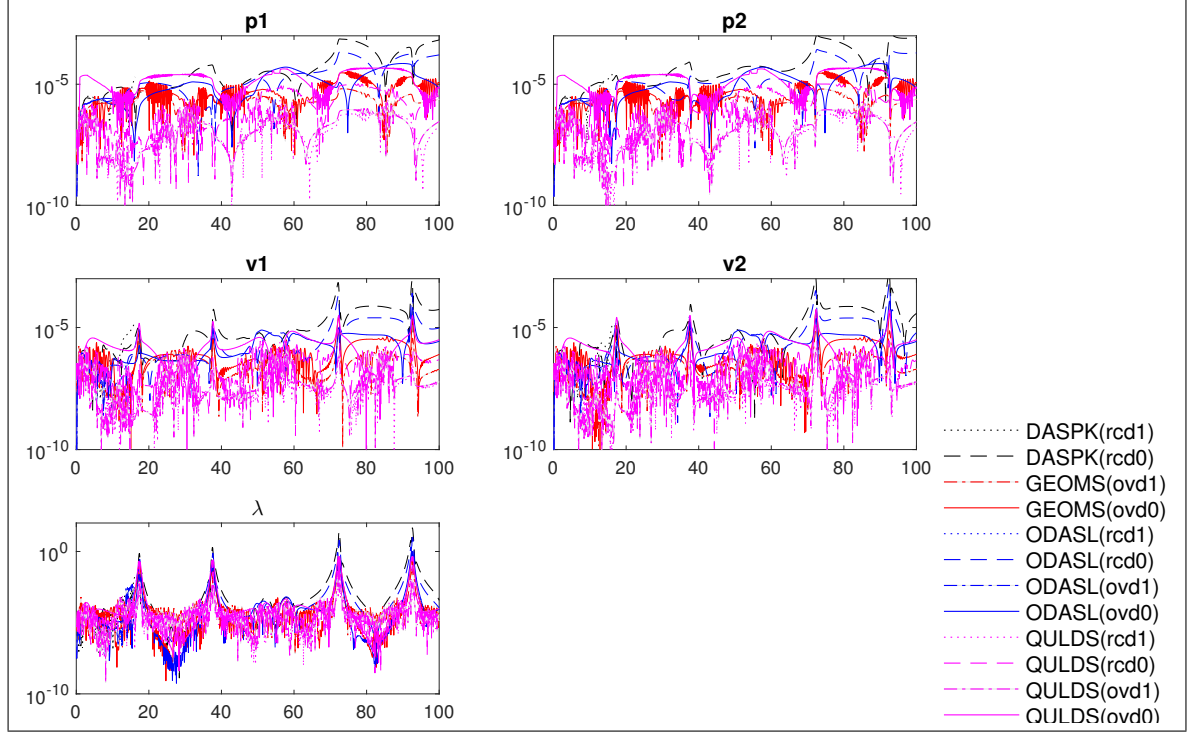 p1
p2
10^-5
10^-5
10^-10
10^-10
0 20 40 60 80 100
0 20 40 60 80 100
v1
v2
10^-5
10^-5
10^-10
10^-10
0 20 40 60 80 100
0 20 40 60 80 100
λ
10^0
10^-10
0 20 40 60 80 100
DASPK(rcd1)
DASPK(rcd0)
GEOMS(ovd1)
GEOMS(ovd0)
ODASL(rcd1)
ODASL(rcd0)
ODASL(ovd1)
ODASL(ovd0)
QULDS(rcd1)
QULDS(rcd0)
QULDS(ovd1)
QULDS(ovd0)